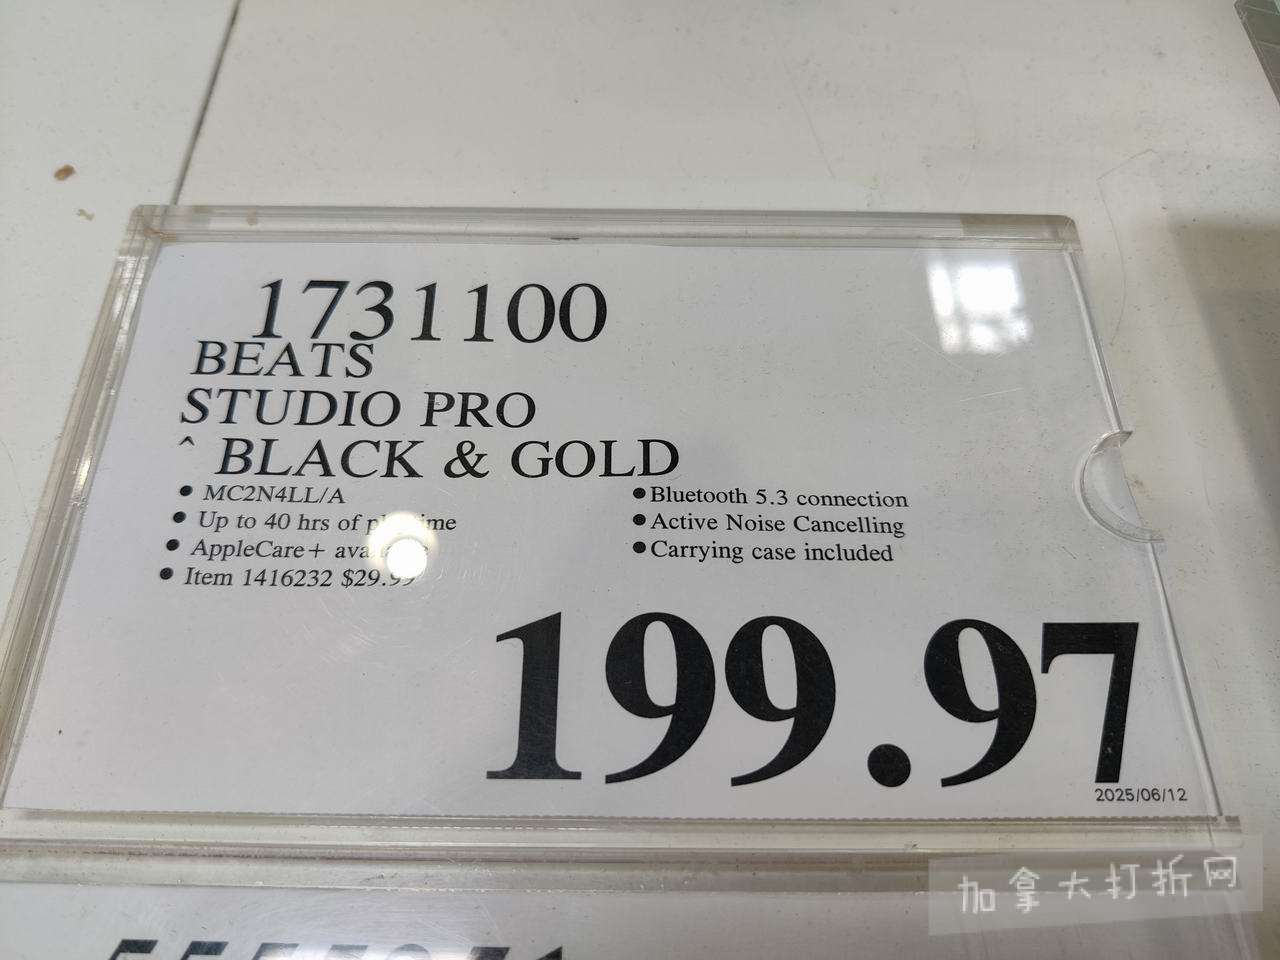 1731100
BEATS
STUDIO PRO
^ BLACK & GOLD
● MC2N4LL/A
● Up to 40 hrs of
● AppleCare+
● Item 1416232 $29.99
● Bluetooth 5.3 connection
● Active Noise Cancelling
● Carrying case included
199.97
2025/06/12
加拿大打折网